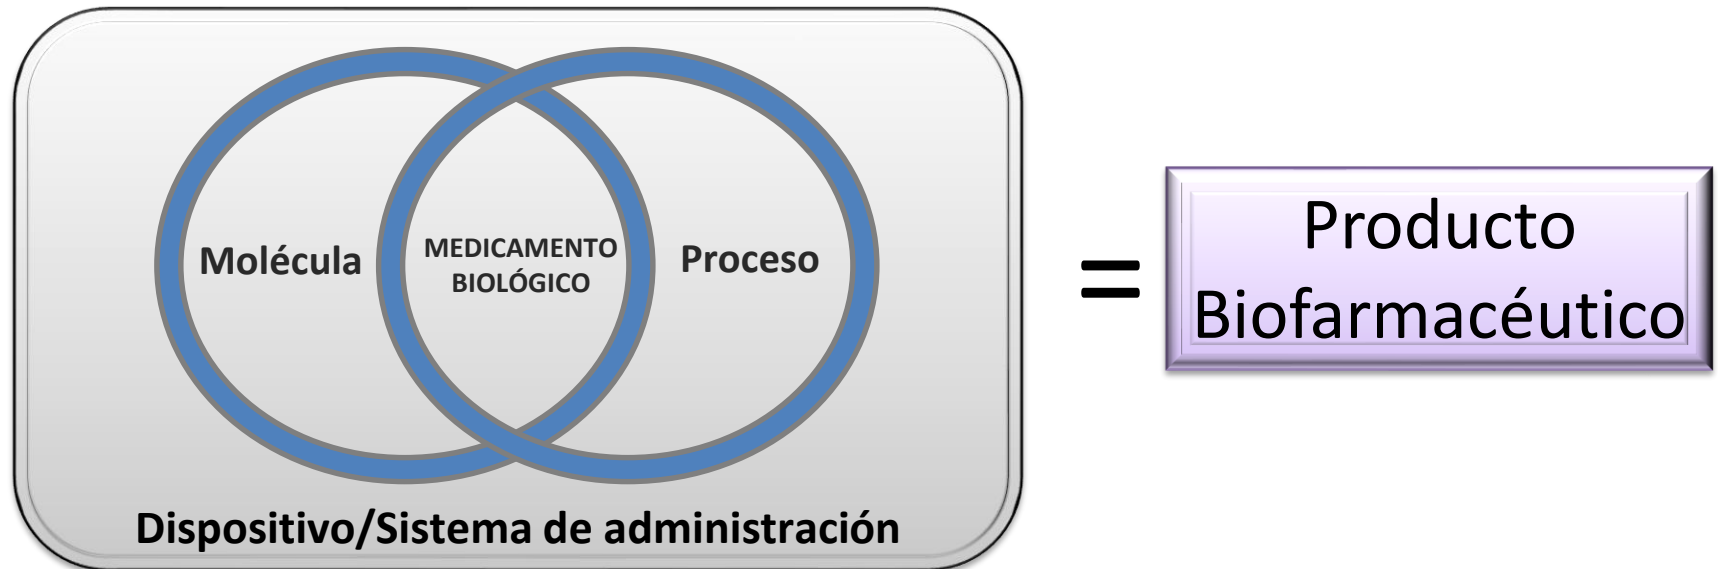 Molécula
MEDICAMENTO
BIOLÓGICO
Proceso
Dispositivo/Sistema de administración
=
Producto
Biofarmacéutico